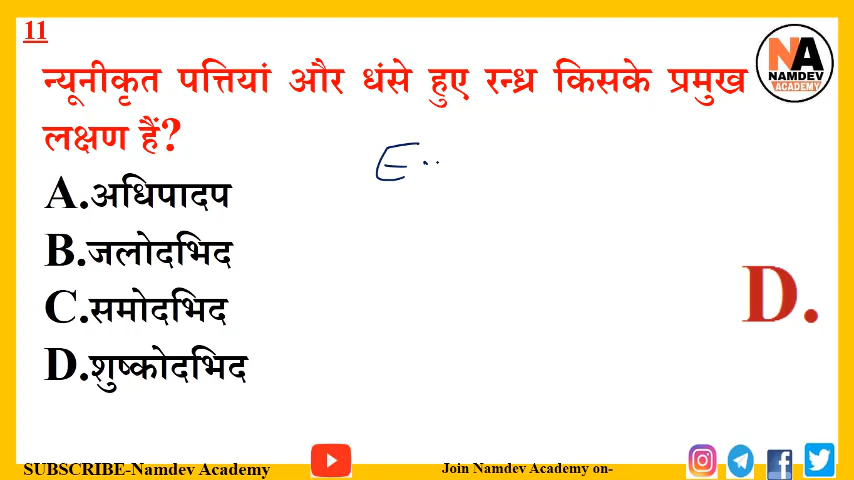 11
न्यूनीकृत पत्तियां और धंसे हुए रन्ध्र किसके प्रमुख
लक्षण हैं?
E..
A.अधिपादप
B.जलोदभिद
C.समोदभिद
D.शुष्कोदभिद
D.
NA
NAMDEV
ACADEMY
SUBSCRIBE-Namdev Academy
Join Namdev Academy on-